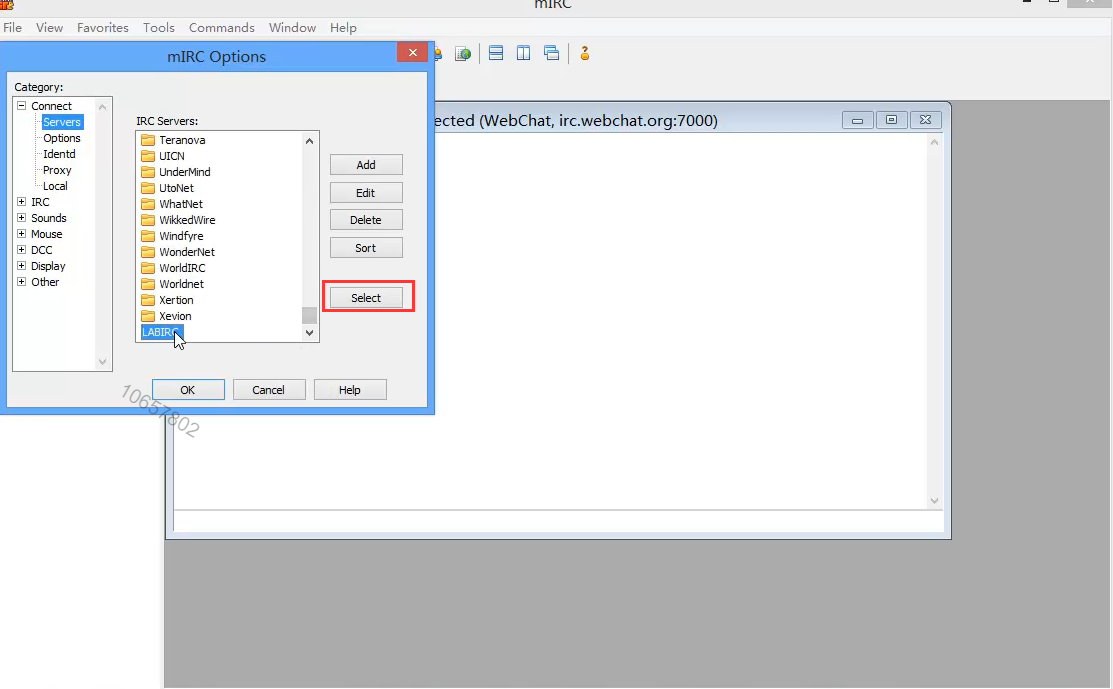 mIRC
File View Favorites Tools Commands Window Help
mIRC Options
Category:
Connect
Servers
Options
Identd
Proxy
Local
IRC
Sounds
Mouse
DCC
Display
Other
IRC Servers:
Teranova
UICN
UnderMind
UtoNet
WhatNet
WikkedWire
Windfyre
WonderNet
WorldIRC
Worldnet
Xertion
Xevion
LABIRC
Add
Edit
Delete
Sort
Select
OK Cancel Help
ected (WebChat, irc.webchat.org:7000)
10657802